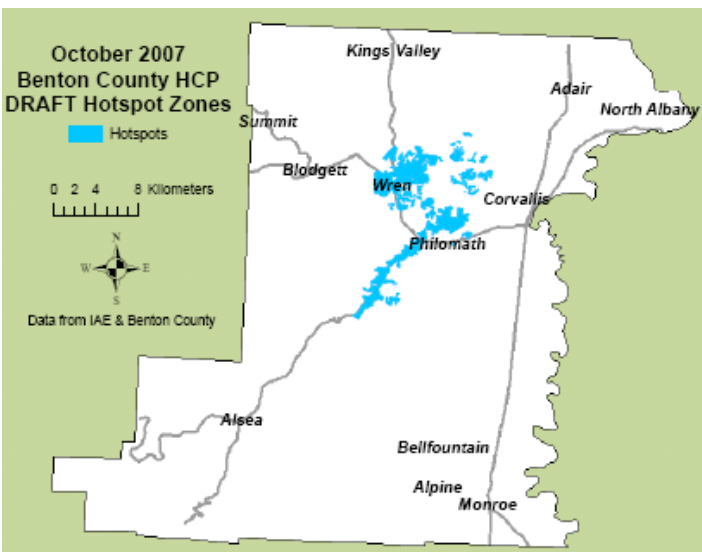 October 2007
Benton County HCP
DRAFT Hotspot Zones
Hotspots
0 2 4 8 Kilometers
N
W E
S
Data from IAE & Benton County
Kings Valley
Adair
North Albany
Summit
Blodgett
Wren
Corvallis
Philomath
Alsea
Bellfountain
Alpine
Monroe